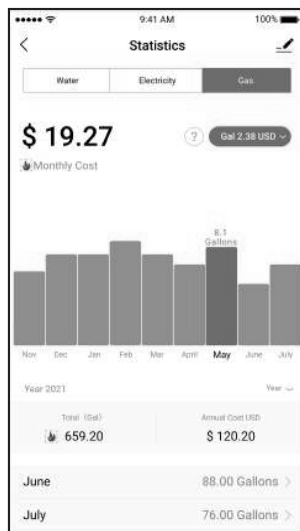 9:41 AM 100%
Statistics
Water Electricity Gas
$ 19.27 ? Gal 2.38 USD
Monthly Cost
8.1
Gallons
Nov Dec Jan Feb Mar April May June July
Year 2021 Year
Total (Gal) Annual Cost USD
659.20 $ 120.20
June 88.00 Gallons >
July 76.00 Gallons >